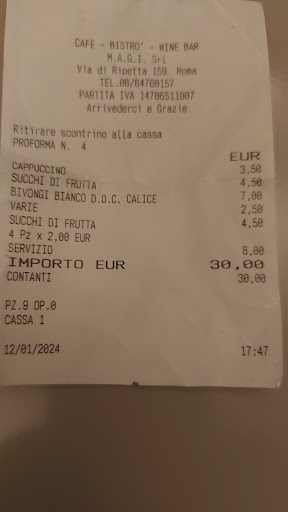 CAFE - BISTRO' - WINE BAR
M.A.G.I. Srl
Via di Ripetta 159 Roma
TEL.06/64760157
PARTITA IVA 14786511007
Arrivederci e Grazie
Ritirare scontrino alla cassa
PROFORMA N. 4
EUR
CAPPUCCINO 3,50
SUCCHI DI FRUTTA 4,50
BIVONGI BIANCO D.O.C. CALICE 7,00
VARIE 2,50
SUCCHI DI FRUTTA 4,50
4 Pz x 2,00 EUR
SERVIZIO 8,00
IMPORTO EUR 30,00
CONTANTI 30,00
PZ.9 OP.0
CASSA 1
12/01/2024 17:47